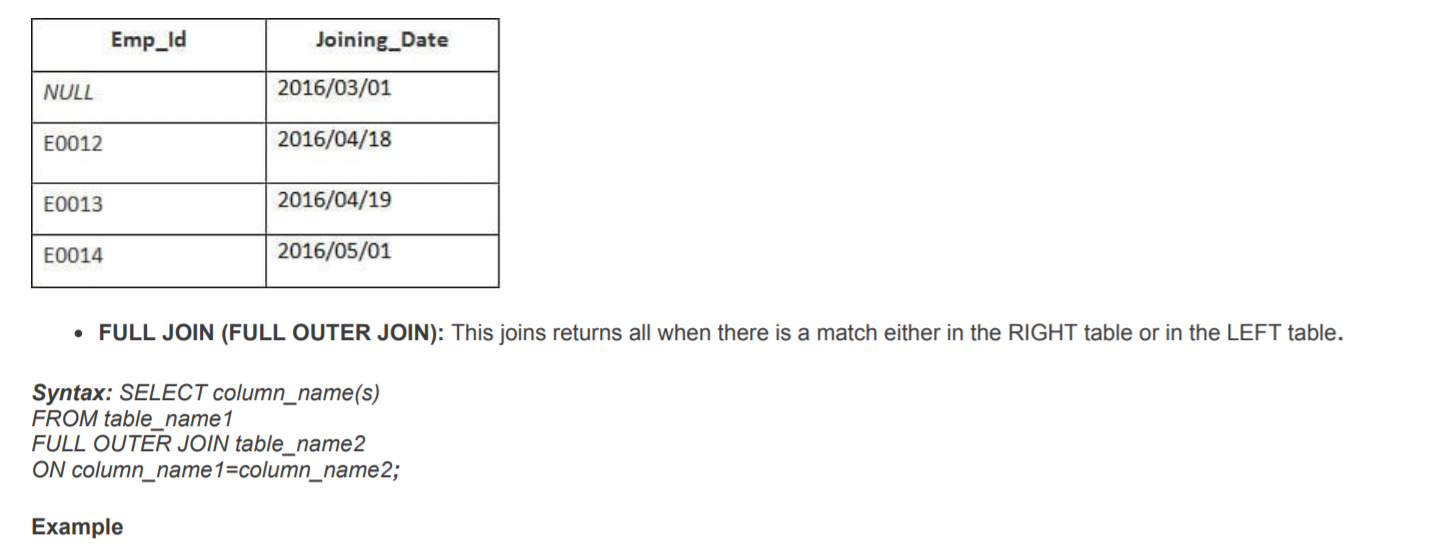 Emp_Id Joining_Date
NULL 2016/03/01
E0012 2016/04/18
E0013 2016/04/19
E0014 2016/05/01
• FULL JOIN (FULL OUTER JOIN): This joins returns all when there is a match either in the RIGHT table or in the LEFT table.
Syntax: SELECT column_name(s)
FROM table_name1
FULL OUTER JOIN table_name2
ON column_name1=column_name2;
Example